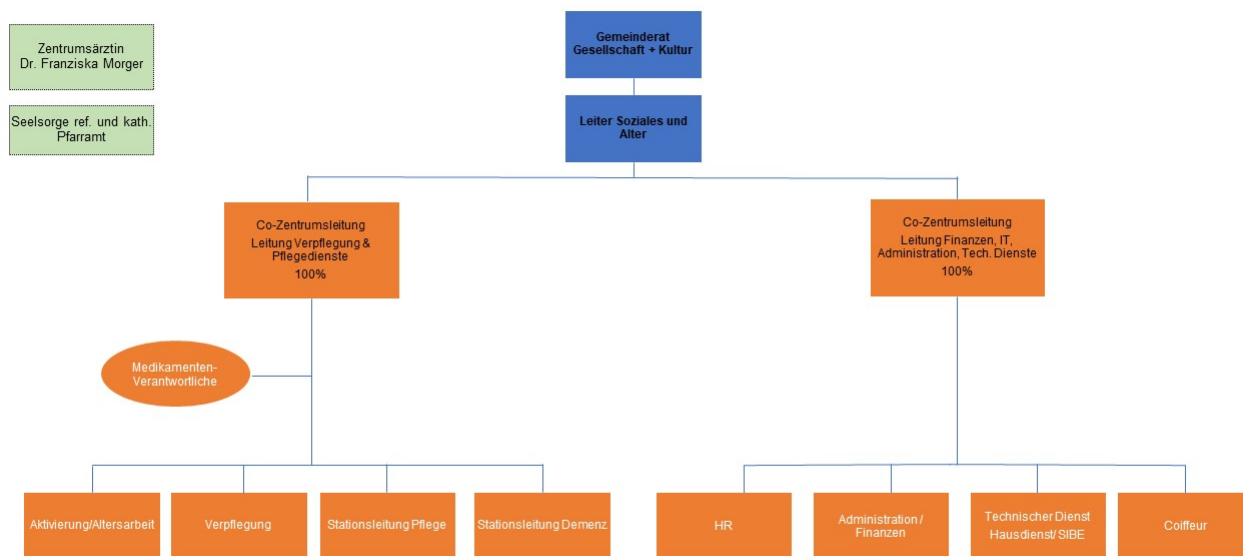 Zentrumsärztin
Dr. Franziska Morger
Seelsorge ref. und kath.
Pfarramt
Gemeinderat
Gesellschaft + Kultur
Leiter Soziales und
Alter
Co-Zentrumsleitung
Leitung Verpflegung &
Pflegedienste
100%
Co-Zentrumsleitung
Leitung Finanzen, IT,
Administration, Tech. Dienste
100%
Medikamenten-
Verantwortliche
Aktivierung/Altersarbeit
Verpflegung
Stationsleitung Pflege
Stationsleitung Demenz
HR
Administration /
Finanzen
Technischer Dienst
Hausdienst/ SIBE
Coiffeur